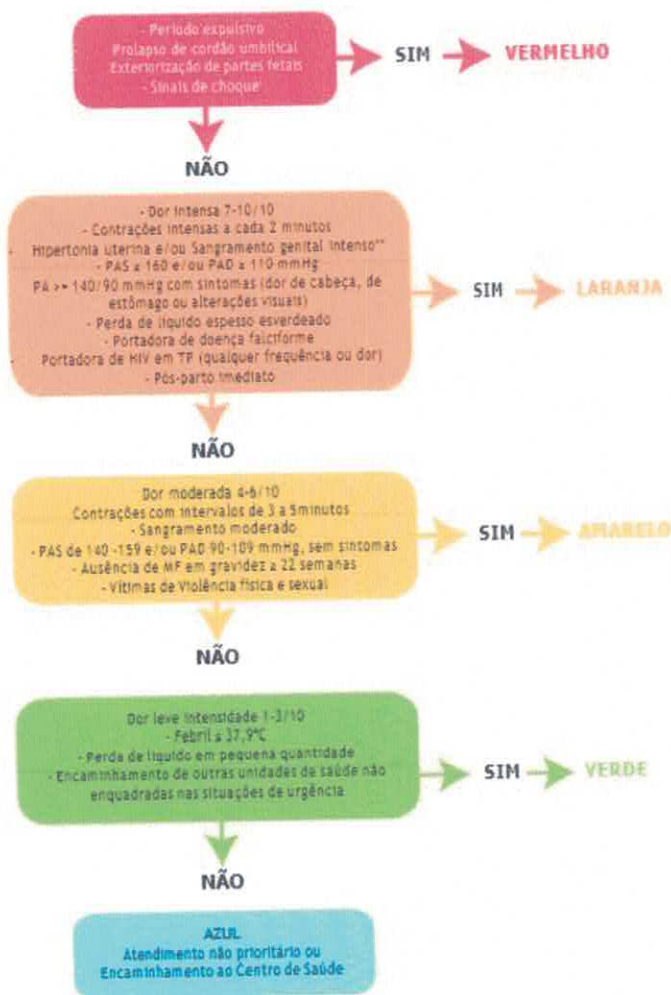 - Período expulsivo
Prolapso de cordão umbilical
Exteriorização de partes fetais
- Sinais de choque*
SIM
VERMELHO
NÃO
- Dor Intensa 7-10/10
- Contrações intensas a cada 2 minutos
- Hipertonia uterina e/ou Sangramento genital intenso**
- PAS ≥ 160 e/ou PAD ≥ 110 mmHg
PA >= 140/90 mmHg com sintomas (dor de cabeça, de
estômago ou alterações visuais)
- Perda de líquido espesso esverdeado
- Portadora de doença falciforme
- Portadora de HIV em TP (qualquer frequência ou dor)
- Pós-parto imediato
SIM
LARANJA
NÃO
Dor moderada 4-6/10
Contrações com intervalos de 3 a 5minutos
- Sangramento moderado
- PAS de 140 -159 e/ou PAD 90-109 mmHg, sem sintomas
- Ausência de MF em gravidez ≥ 22 semanas
- Vítimas de Violência física e sexual
SIM
AMARELO
NÃO
Dor leve intensidade 1-3/10
- Febril ≤ 37,9°C
- Perda de líquido em pequena quantidade
- Encaminhamento de outras unidades de saúde não
enquadradas nas situações de urgência
SIM
VERDE
NÃO
AZUL
Atendimento não prioritário ou
Encaminhamento ao Centro de Saúde